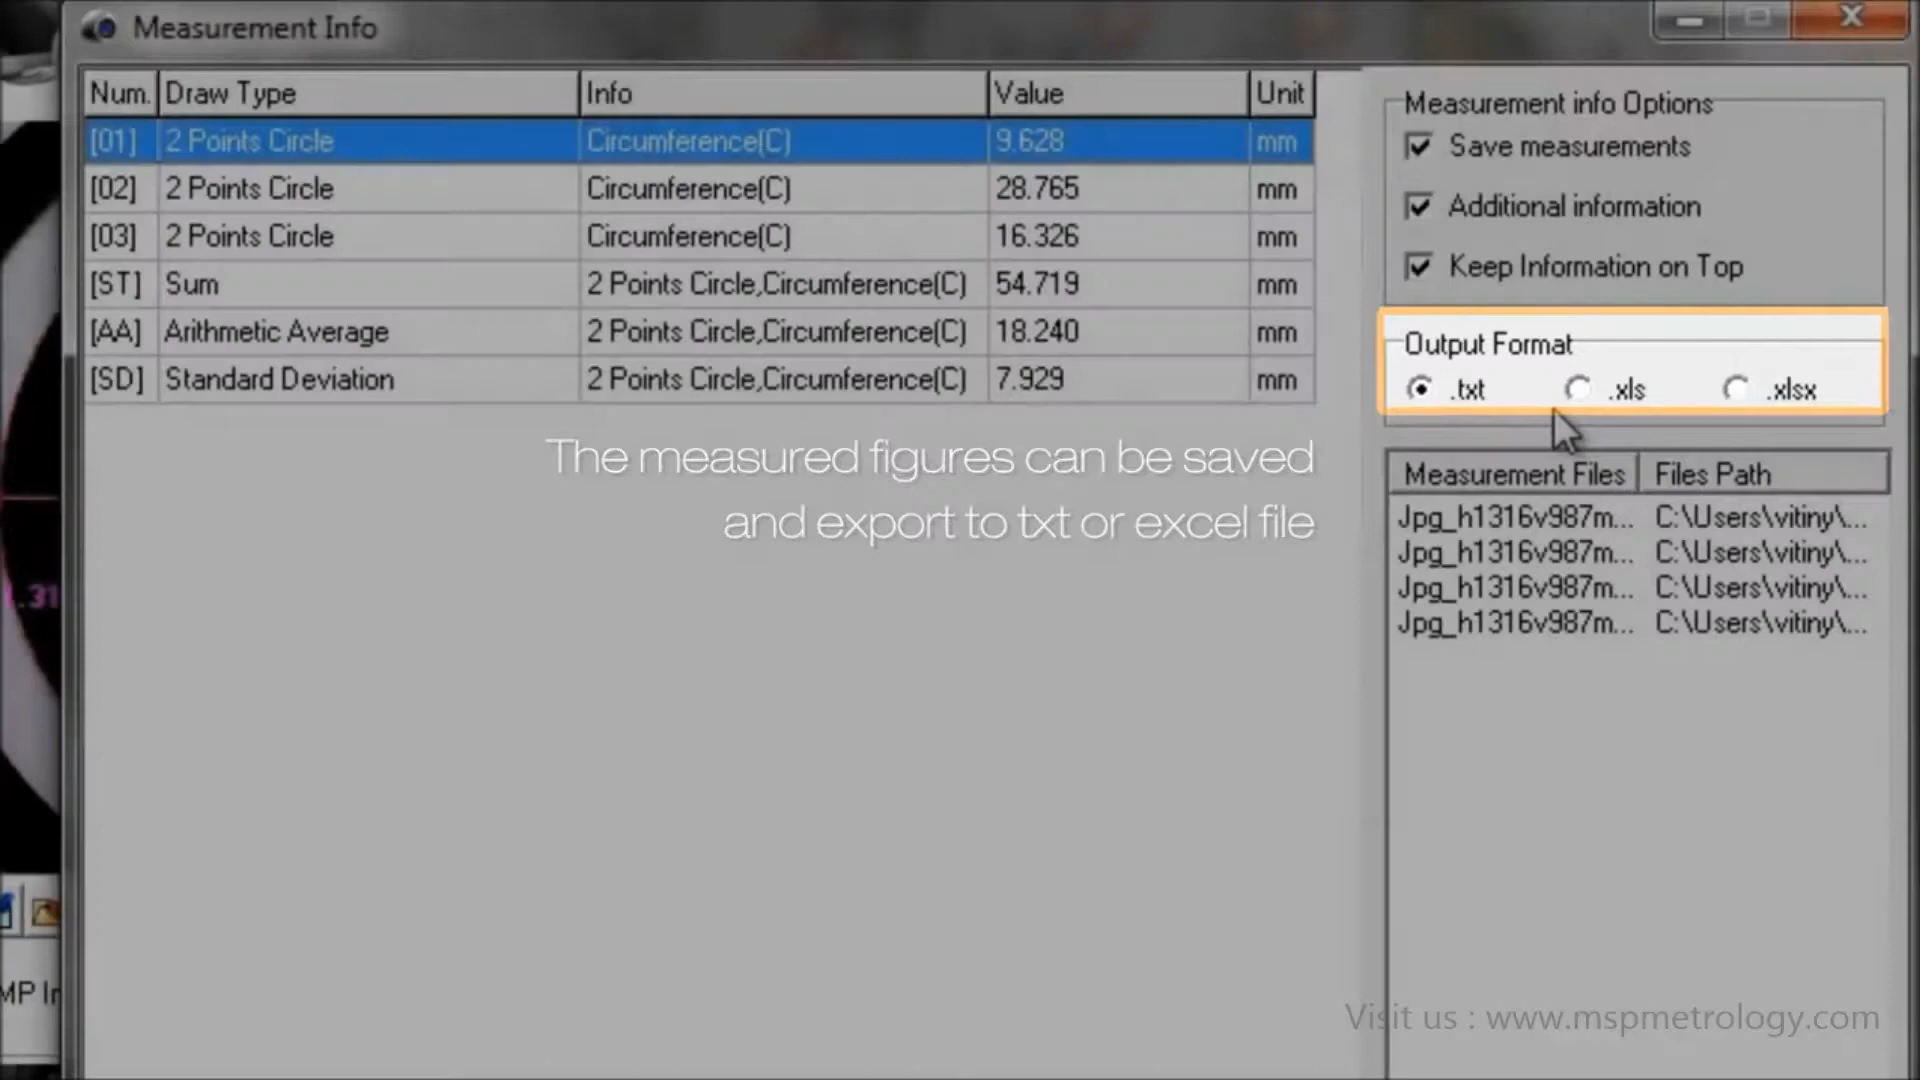 Measurement Info
Num. Draw Type Info Value Unit
[01] 2 Points Circle Circumference(C) 9.628 mm
[02] 2 Points Circle Circumference(C) 28.765 mm
[03] 2 Points Circle Circumference(C) 16.326 mm
[ST] Sum 2 Points Circle,Circumference(C) 54.719 mm
[AA] Arithmetic Average 2 Points Circle,Circumference(C) 18.240 mm
[SD] Standard Deviation 2 Points Circle,Circumference(C) 7.929 mm
The measured figures can be saved
and export to txt or excel file
Measurement info Options
Save measurements
Additional information
Keep Information on Top
Output Format
.txt .xls .xlsx
Measurement Files Files Path
Jpg_h1316v987m... C:\Users\vitiny\...
Jpg_h1316v987m... C:\Users\vitiny\...
Jpg_h1316v987m... C:\Users\vitiny\...
Jpg_h1316v987m... C:\Users\vitiny\...
.31
MP In
Visit us : www.mspmetrology.com